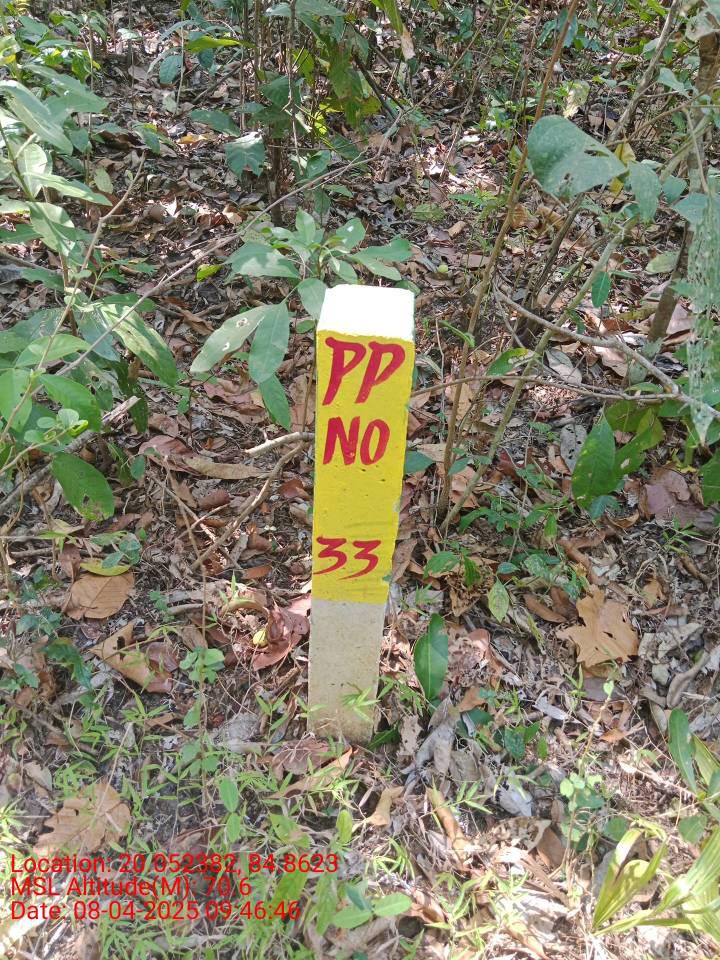 PP
NO
33
Location: 20.052382, 84.8623
MSL Altitude(M): 70.6
Date: 08-04-2025 09:46:46